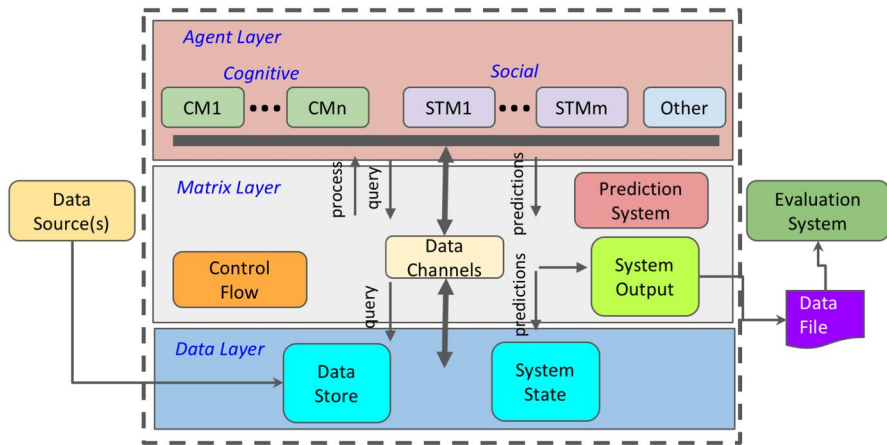 Agent Layer
Cognitive
Social
CM1
CMn
STM1
STMm
Other
process
query
predictions
Matrix Layer
Prediction
System
Data
Source(s)
Evaluation
System
Data
Channels
Control
Flow
System
Output
query
predictions
Data
File
Data Layer
Data
Store
System
State